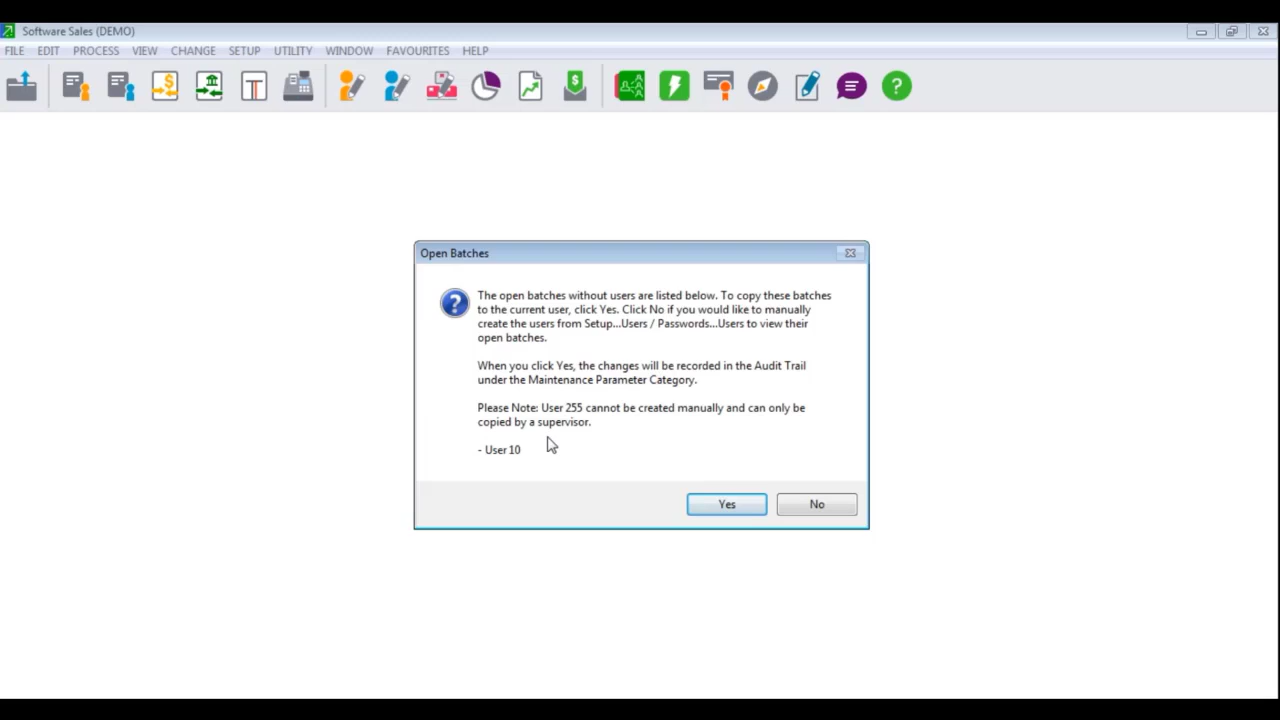 Software Sales (DEMO)
FILE EDIT PROCESS VIEW CHANGE SETUP UTILITY WINDOW FAVOURITES HELP
Open Batches
The open batches without users are listed below. To copy these batches
to the current user, click Yes. Click No if you would like to manually
create the users from Setup...Users / Passwords...Users to view their
open batches.
When you click Yes, the changes will be recorded in the Audit Trail
under the Maintenance Parameter Category.
Please Note: User 255 cannot be created manually and can only be
copied by a supervisor.
- User 10
Yes No